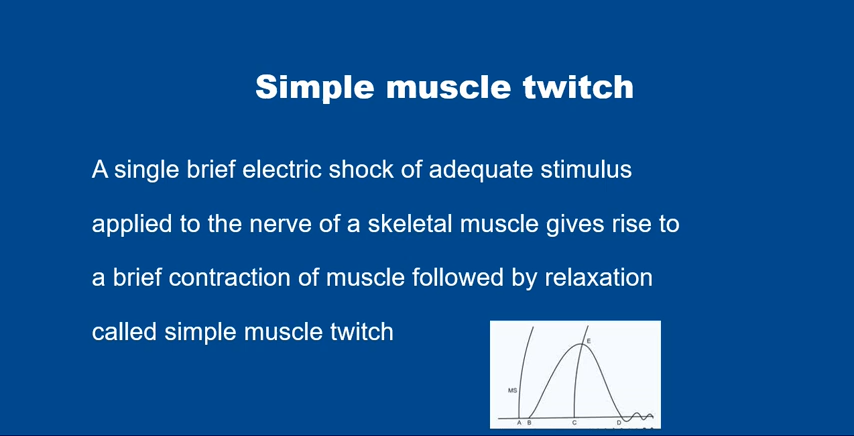 Simple muscle twitch
A single brief electric shock of adequate stimulus
applied to the nerve of a skeletal muscle gives rise to
a brief contraction of muscle followed by relaxation
called simple muscle twitch
E
MS
A B C D